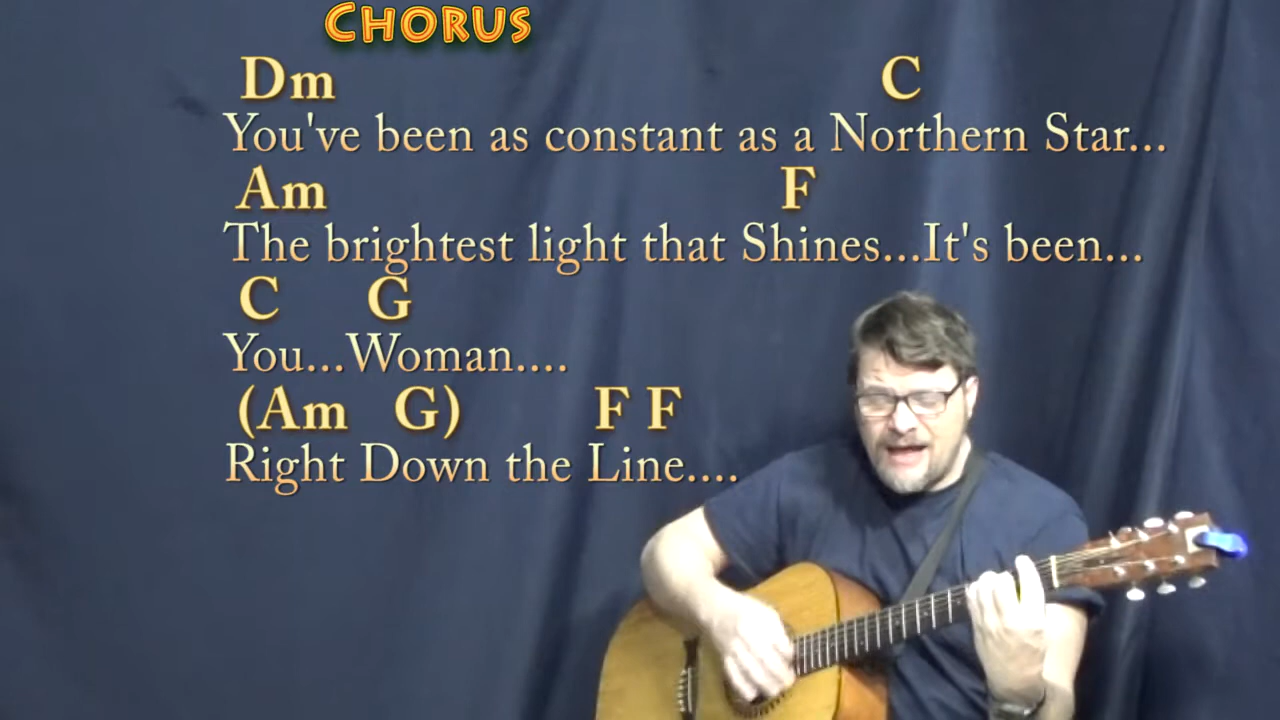 CHORUS
Dm C
You've been as constant as a Northern Star...
Am F
The brightest light that Shines...It's been...
C G
You...Woman....
(Am G) F F
Right Down the Line....